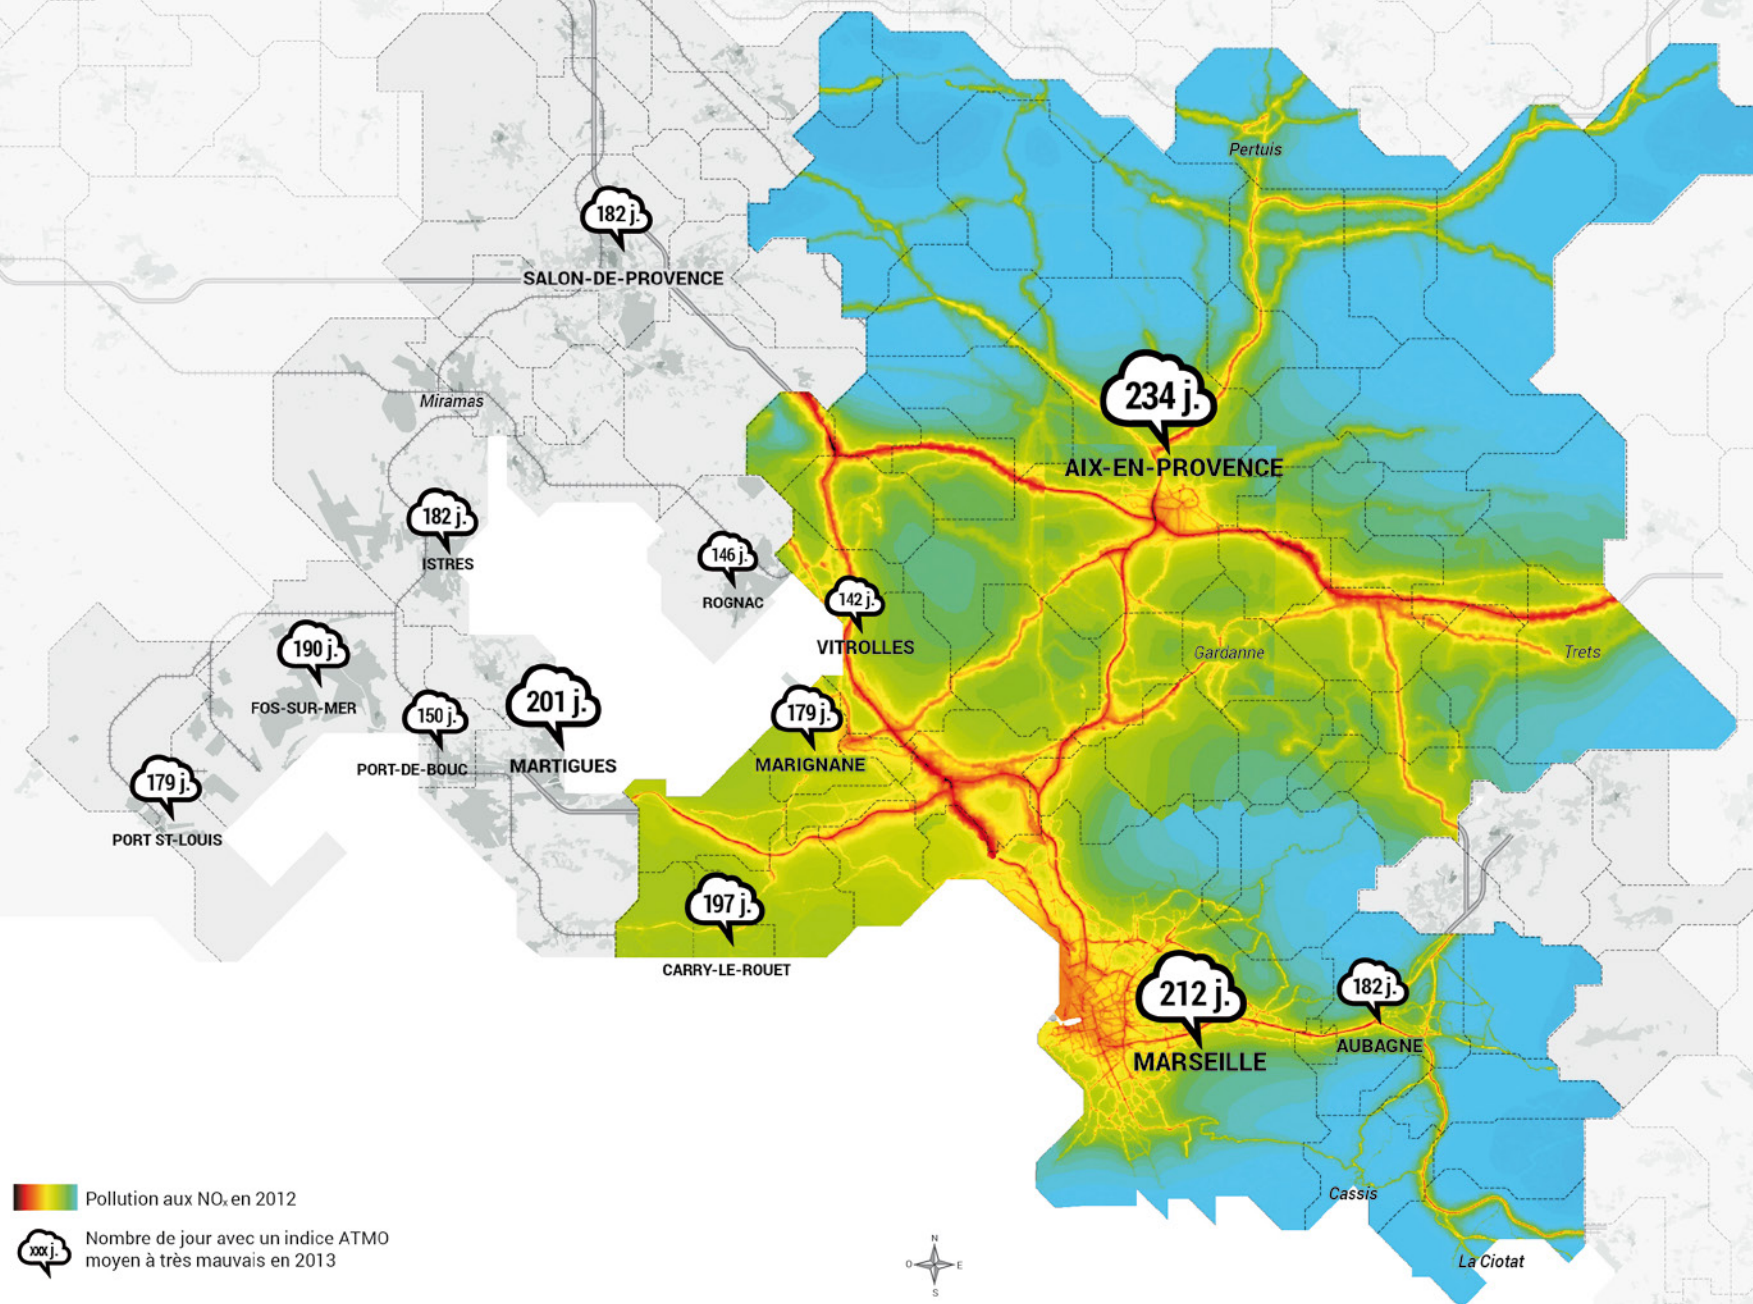 Pertuis
182 j.
SALON-DE-PROVENCE
234 j.
Miramas
AIX-EN-PROVENCE
182 j.
ISTRES
146 j.
ROGNAC
142 j.
VITROLLES
190 j.
FOS-SUR-MER
Gardanne
Trets
150 j.
PORT-DE-BOUC
201 j.
MARTIGUES
179 j.
MARIGNANE
179 j.
PORT ST-LOUIS
197 j.
CARRY-LE-ROUET
212 j.
MARSEILLE
182 j.
AUBAGNE
Cassis
La Ciotat
Pollution aux NOx en 2012
xxx j.
Nombre de jour avec un indice ATMO
moyen à très mauvais en 2013
N
O
E
S